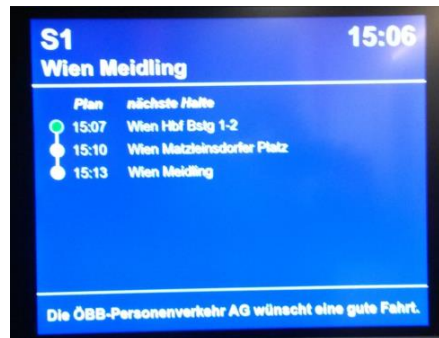 S1 15:06
Wien Meidling
Plan nächste Halte
15:07 Wien Hbf Bstg 1-2
15:10 Wien Matzleinsdorfer Platz
15:13 Wien Meidling
Die ÖBB-Personenverkehr AG wünscht eine gute Fahrt.